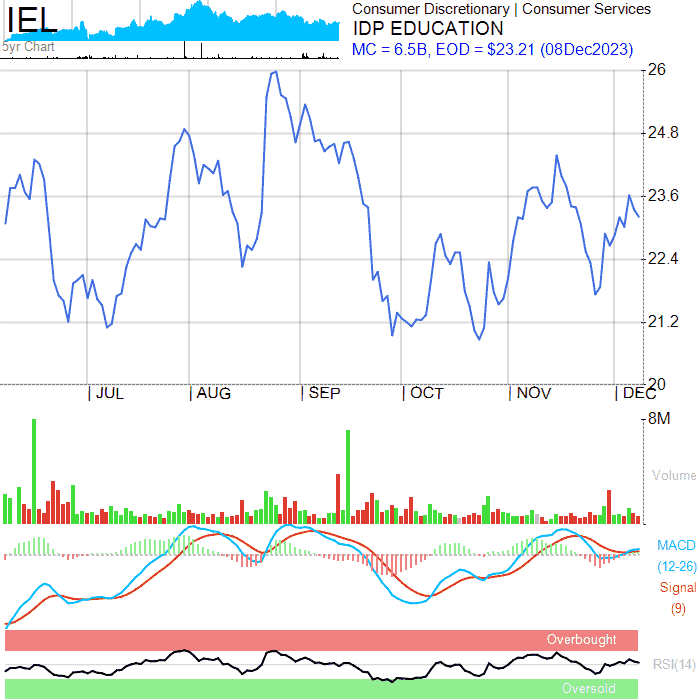 IEL
5yr Chart
Consumer Discretionary | Consumer Services
IDP EDUCATION
MC = 6.5B, EOD = $23.21 (08Dec2023)
26
24.8
23.6
22.4
21.2
20
JUL AUG SEP OCT NOV DEC
8M
Volume
MACD
(12-26)
Signal
(9)
Overbought
RSI(14)
Oversold